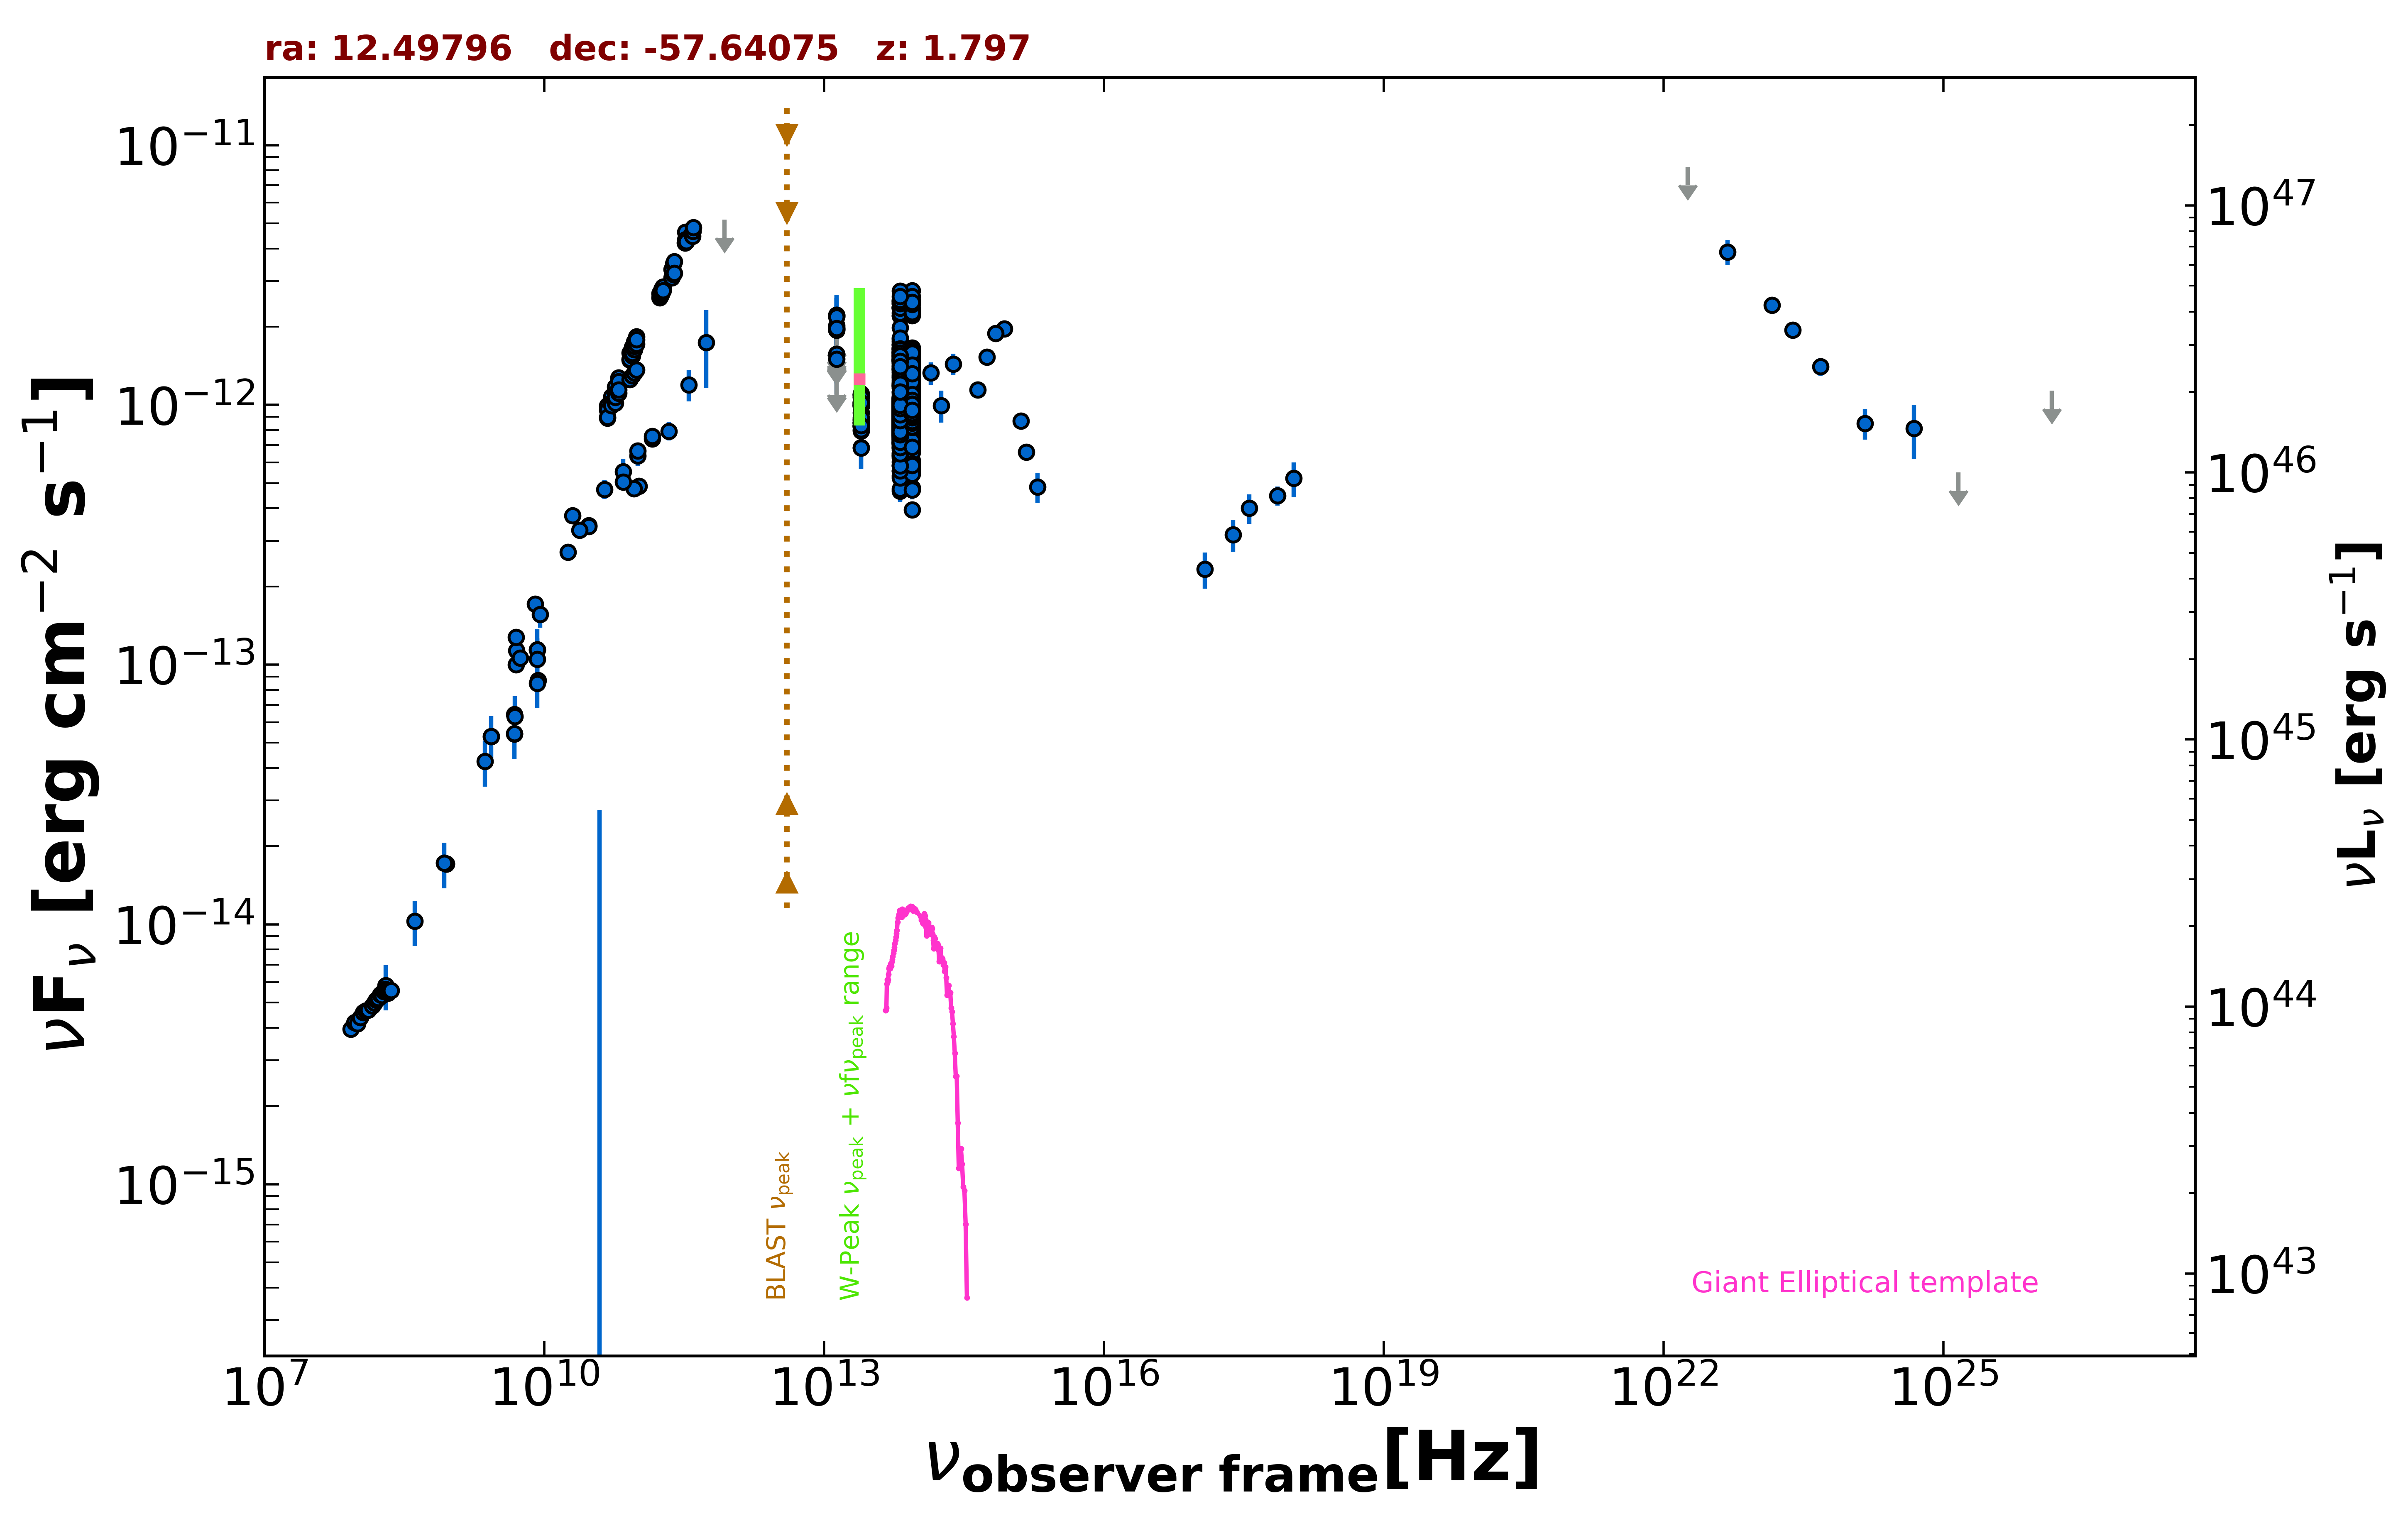 ra: 12.49796   dec: -57.64075   z: 1.797
10⁻¹¹
10⁻¹²
10⁻¹³
10⁻¹⁴
10⁻¹⁵
νFν [erg cm⁻² s⁻¹]
10⁴⁷
10⁴⁶
10⁴⁵
10⁴⁴
10⁴³
νLν [erg s⁻¹]
BLAST νpeak
W-Peak νpeak + νfνpeak range
Giant Elliptical template
10⁷ 10¹⁰ 10¹³ 10¹⁶ 10¹⁹ 10²² 10²⁵
νobserver frame[Hz]